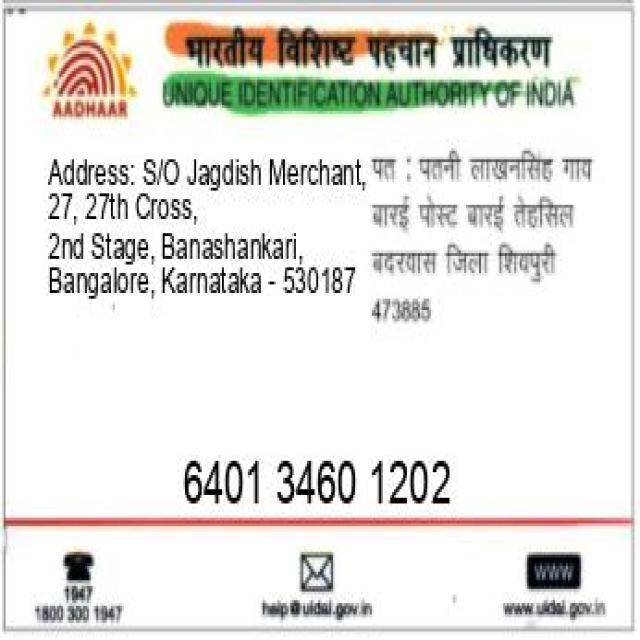 भारतीय विशिष्ट पहचान प्राधिकरण
AADHAAR
UNIQUE IDENTIFICATION AUTHORITY OF INDIA
Address: S/O Jagdish Merchant,
27, 27th Cross,
2nd Stage, Banashankari,
Bangalore, Karnataka - 530187
पत : पतनी लाखनसिंह गाव
बारई पोस्ट बारई तेहसिल
बदरवास जिला शिवपुरी
473885
6401 3460 1202
1947
1800 300 1947
help@uidai.gov.in
WWW
www.uidai.gov.in